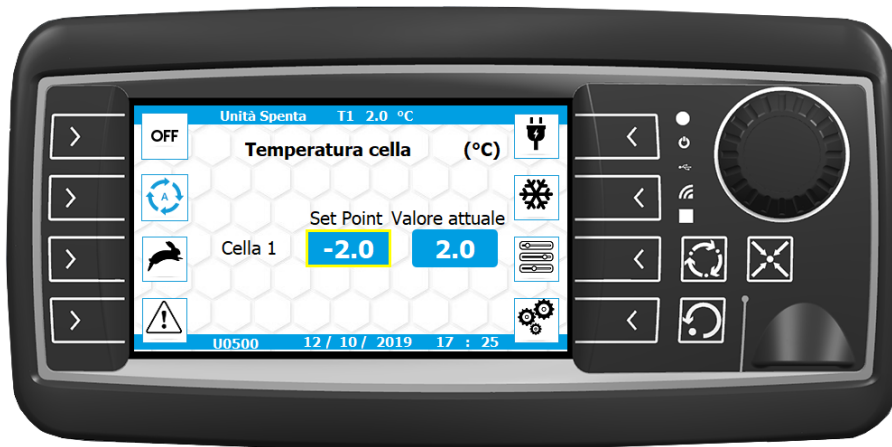 Unità Spenta T1 2.0 °C
OFF
Temperatura cella (°C)
A
Set Point Valore attuale
Cella 1 -2.0 2.0
U0500 12 / 10 / 2019 17 : 25